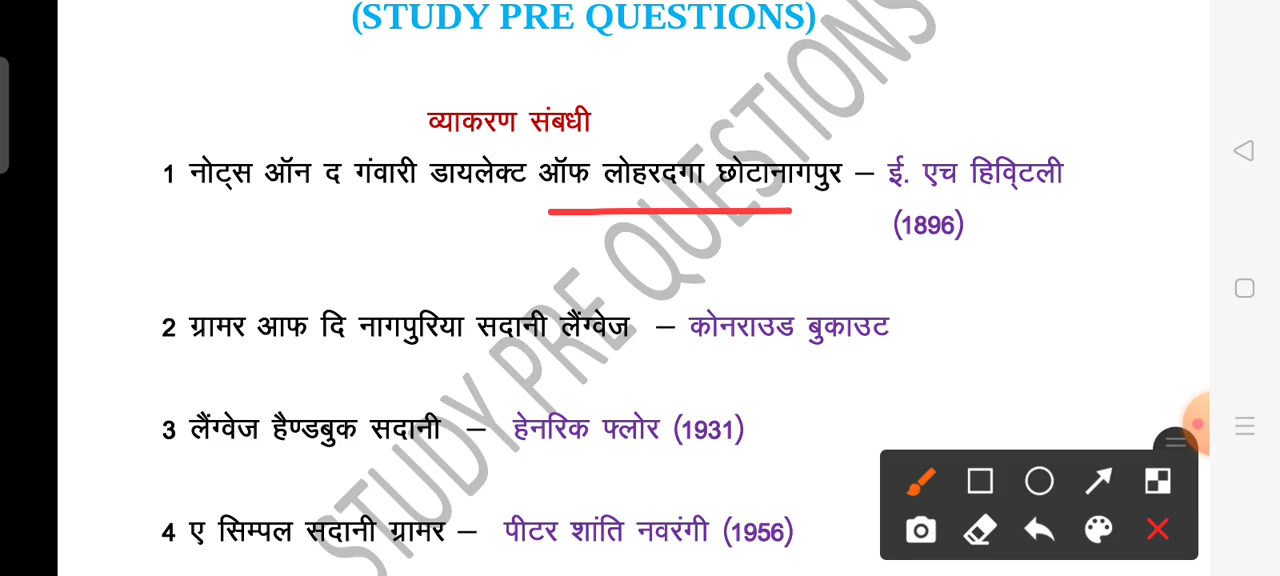 (STUDY PRE QUESTIONS)
व्याकरण संबधी
1 नोट्स ऑन द गंवारी डायलेक्ट ऑफ लोहरदगा छोटानागपुर – ई. एच हिव्टिली
(1896)
2 ग्रामर आफ दि नागपुरिया सदानी लैंग्वेज – कोनराउड बुकाउट
3 लैंग्वेज हैण्डबुक सदानी – हेनरिक फ्लोर (1931)
4 ए सिम्पल सदानी ग्रामर – पीटर शांति नवरंगी (1956)
STUDY PRE QUESTIONS